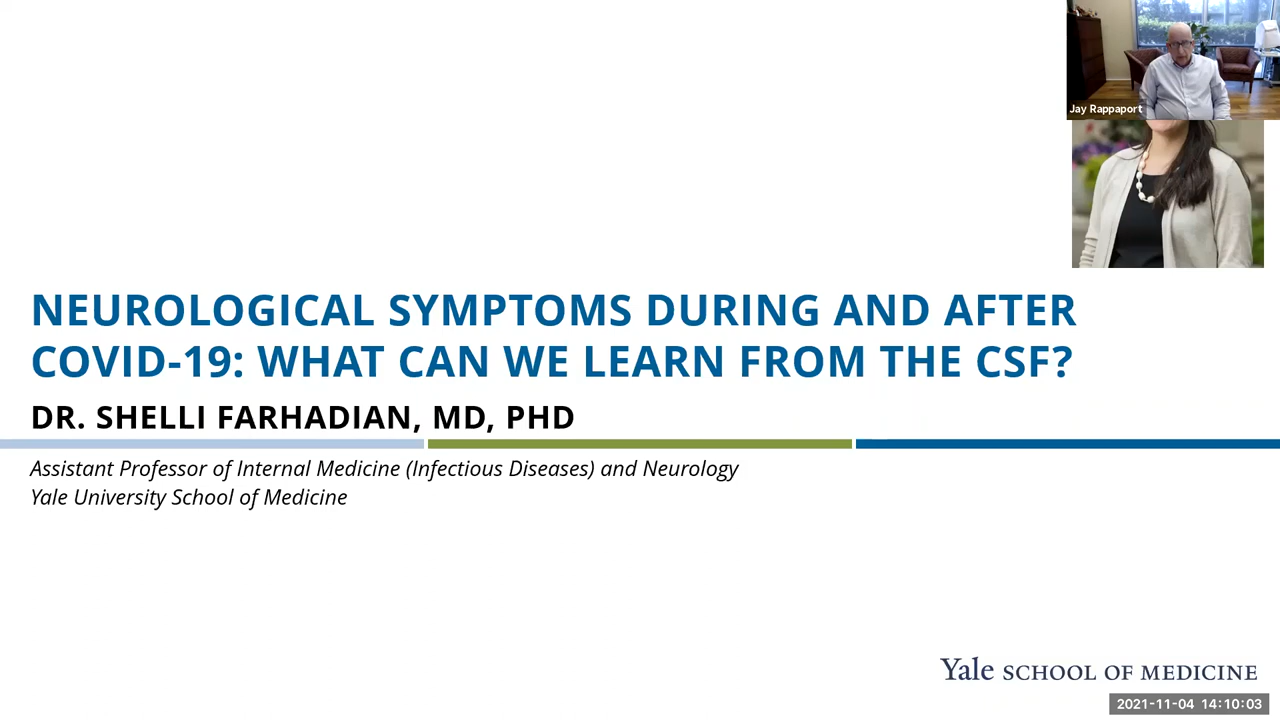 Jay Rappaport
NEUROLOGICAL SYMPTOMS DURING AND AFTER
COVID-19: WHAT CAN WE LEARN FROM THE CSF?
DR. SHELLI FARHADIAN, MD, PHD
Assistant Professor of Internal Medicine (Infectious Diseases) and Neurology
Yale University School of Medicine
Yale SCHOOL OF MEDICINE
2021-11-04 14:10:03